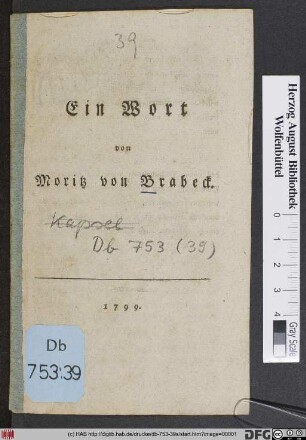 39
Ein Wort
von
Moritz von Brabeck.
Kapsel
Db 753 (39)
1799.
Db
753:39
Herzog August Bibliothek
Wolfenbüttel
0
1
2
3
4
Gray Scale
(c) HAB http://diglib.hab.de/drucke/db-753-39/start.htm?image=00001
DFG